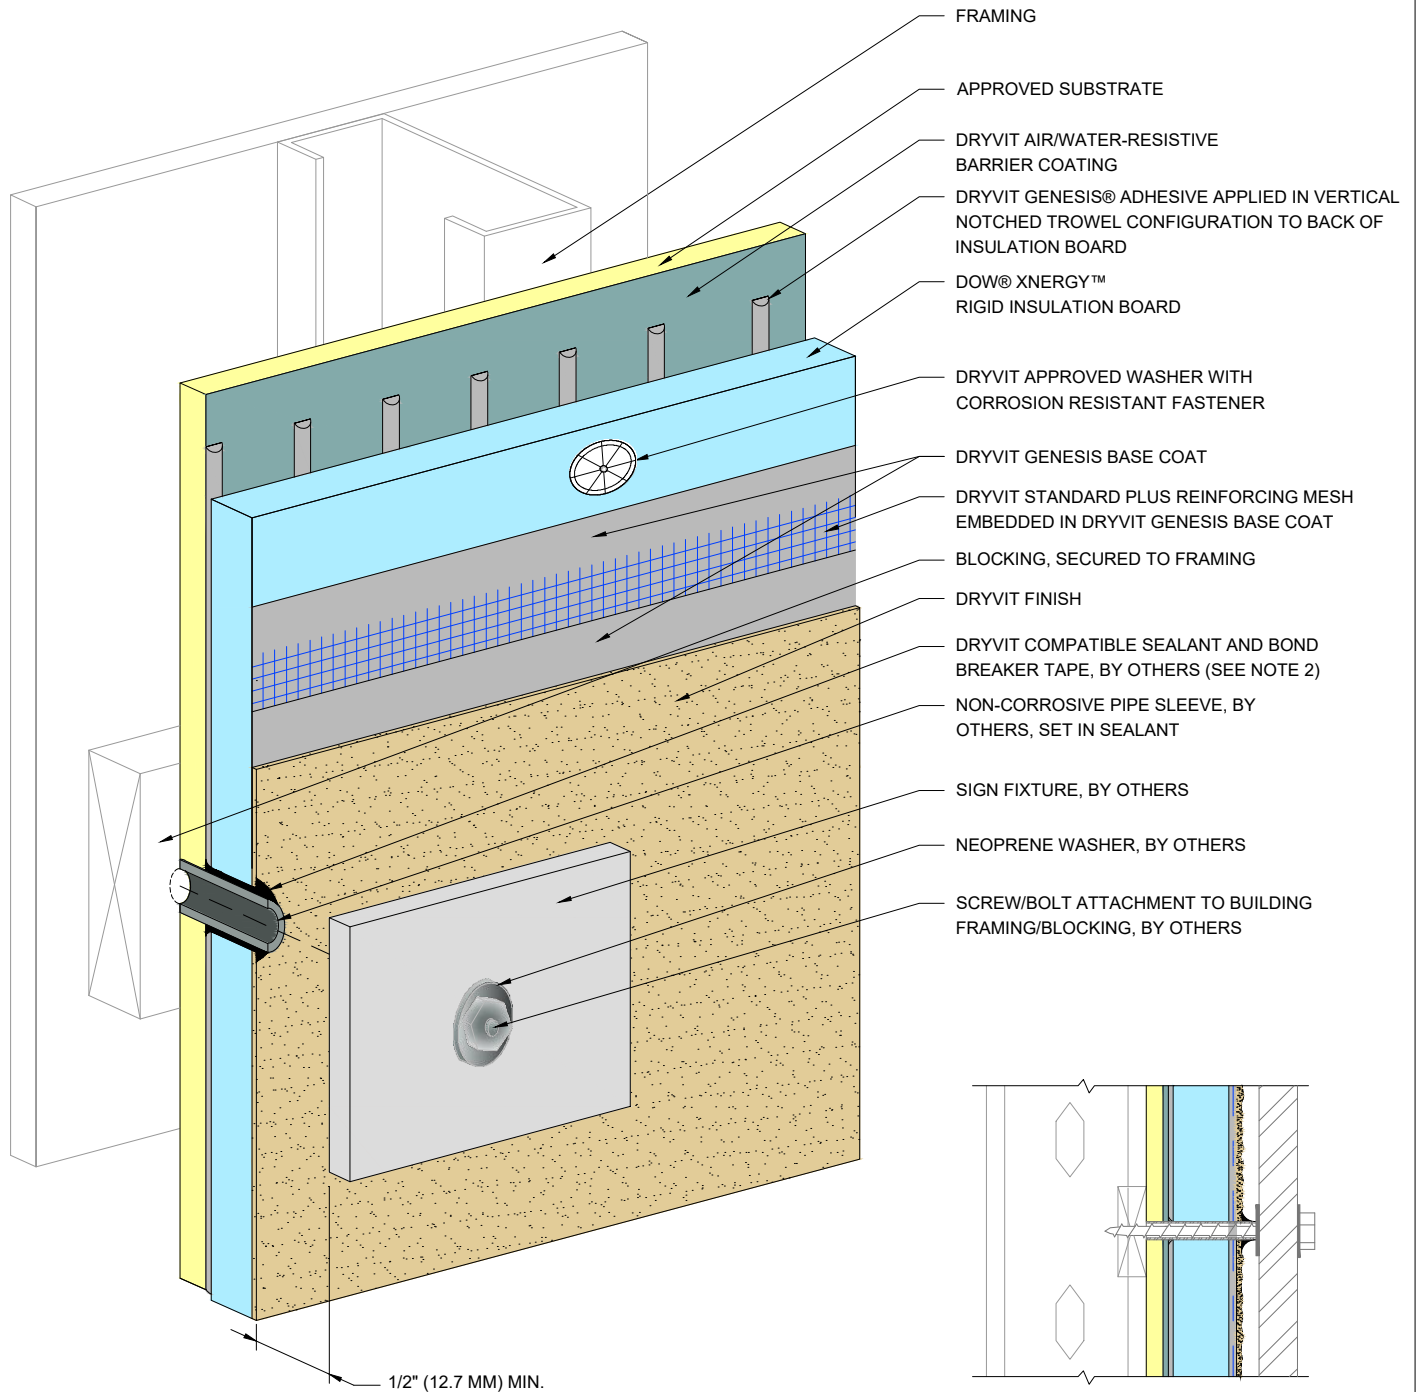 FRAMING
APPROVED SUBSTRATE
DRYVIT AIR/WATER-RESISTIVE
BARRIER COATING
DRYVIT GENESIS® ADHESIVE APPLIED IN VERTICAL
NOTCHED TROWEL CONFIGURATION TO BACK OF
INSULATION BOARD
DOW® XNERGY™
RIGID INSULATION BOARD
DRYVIT APPROVED WASHER WITH
CORROSION RESISTANT FASTENER
DRYVIT GENESIS BASE COAT
DRYVIT STANDARD PLUS REINFORCING MESH
EMBEDDED IN DRYVIT GENESIS BASE COAT
BLOCKING, SECURED TO FRAMING
DRYVIT FINISH
DRYVIT COMPATIBLE SEALANT AND BOND
BREAKER TAPE, BY OTHERS (SEE NOTE 2)
NON-CORROSIVE PIPE SLEEVE, BY
OTHERS, SET IN SEALANT
SIGN FIXTURE, BY OTHERS
NEOPRENE WASHER, BY OTHERS
SCREW/BOLT ATTACHMENT TO BUILDING
FRAMING/BLOCKING, BY OTHERS
1/2" (12.7 MM) MIN.